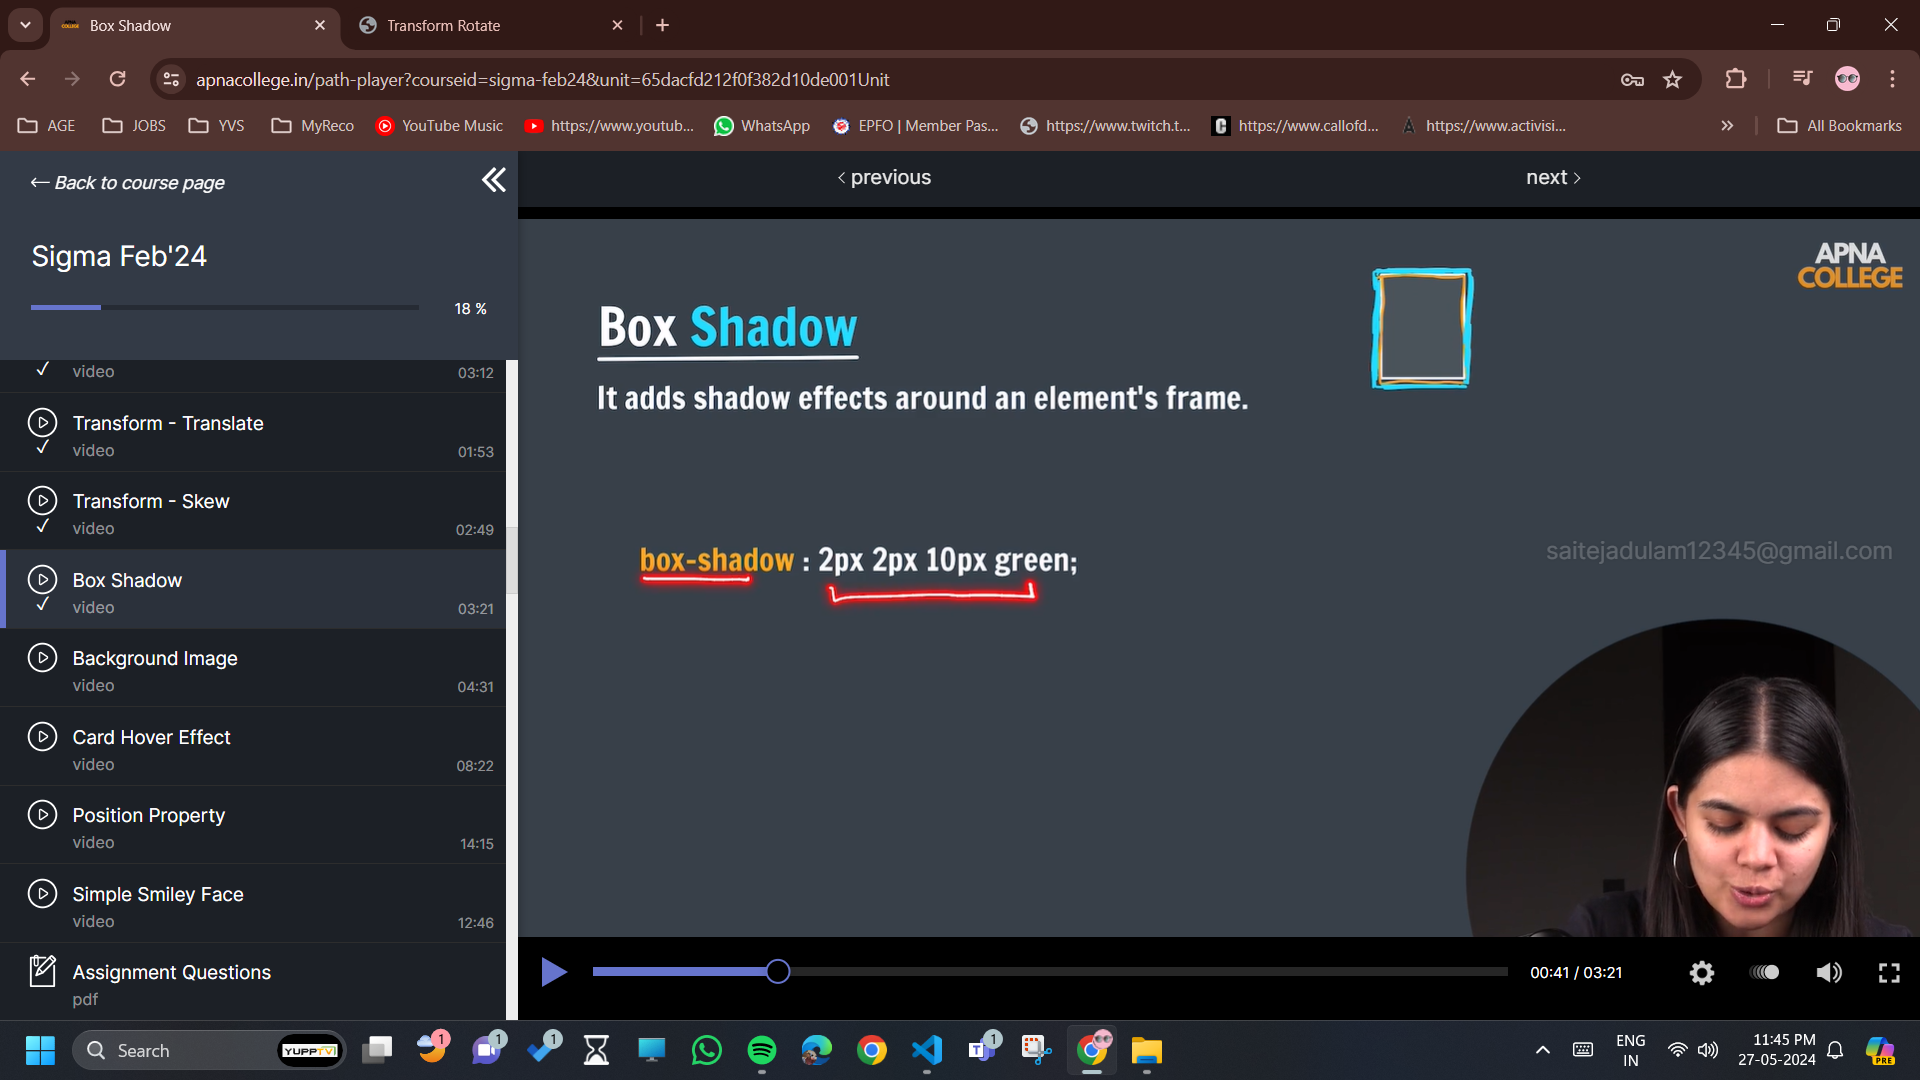 Box Shadow
Transform Rotate
apnacollege.in/path-player?courseid=sigma-feb24&unit=65dacfd212f0f382d10de001Unit
AGE
JOBS
YVS
MyReco
YouTube Music
https://www.youtub...
WhatsApp
EPFO | Member Pas...
https://www.twitch.t...
https://www.callofd...
https://www.activisi...
All Bookmarks
← Back to course page
Sigma Feb'24
18 %
video 03:12
Transform - Translate
video 01:53
Transform - Skew
video 02:49
Box Shadow
video 03:21
Background Image
video 04:31
Card Hover Effect
video 08:22
Position Property
video 14:15
Simple Smiley Face
video 12:46
Assignment Questions
pdf
< previous
next >
APNA
COLLEGE
Box Shadow
It adds shadow effects around an element's frame.
box-shadow : 2px 2px 10px green;
saitejadulam12345@gmail.com
00:41 / 03:21
Search
YUPPTV
1
1
1
1
ENG
IN
11:45 PM
27-05-2024
PRE